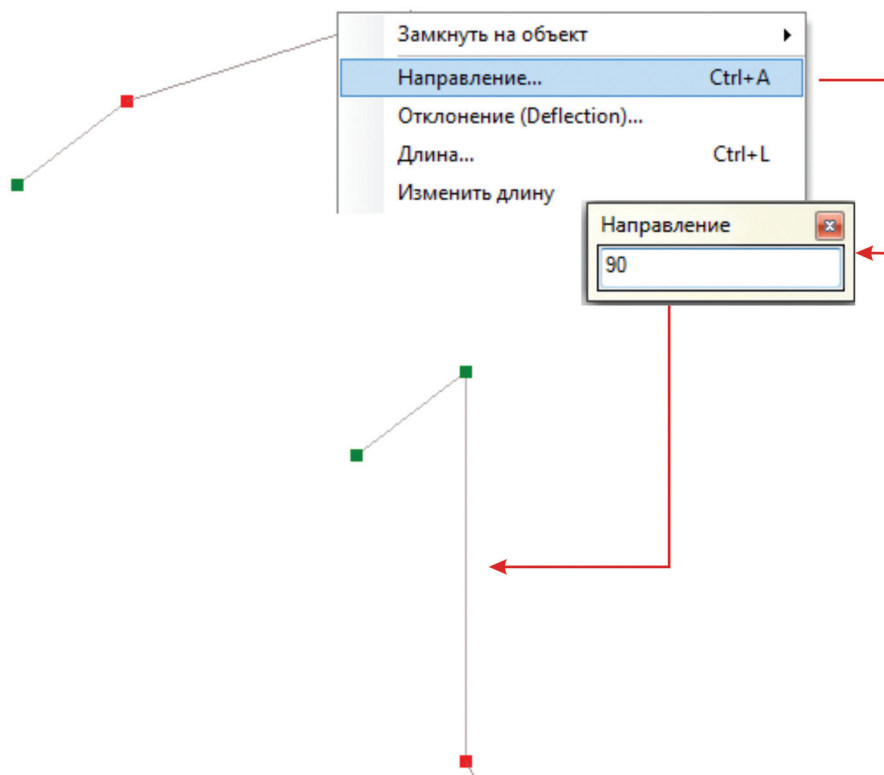 Замкнуть на объект
Направление... Ctrl+A
Отклонение (Deflection)...
Длина... Ctrl+L
Изменить длину
Направление
90